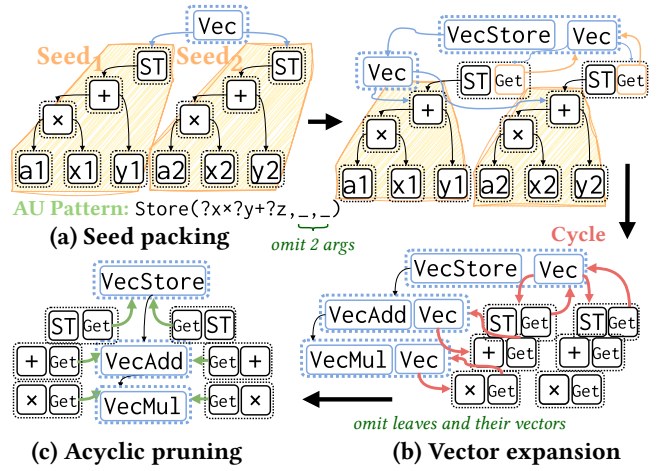 Vec
Seed1
Seed2
ST
ST
+
+
×
×
a1
x1
y1
a2
x2
y2
AU Pattern: Store(?x×?y+?z,_,_)
omit 2 args
(a) Seed packing
VecStore
Vec
Vec
ST
Get
ST
Get
+
+
×
×
a1
x1
y1
a2
x2
y2
Cycle
VecStore
Vec
VecAdd
Vec
ST
Get
ST
Get
VecMul
Vec
+
Get
+
Get
×
Get
×
Get
omit leaves and their vectors
(b) Vector expansion
VecStore
ST
Get
Get
ST
+
Get
VecAdd
Get
+
×
Get
VecMul
Get
×
(c) Acyclic pruning